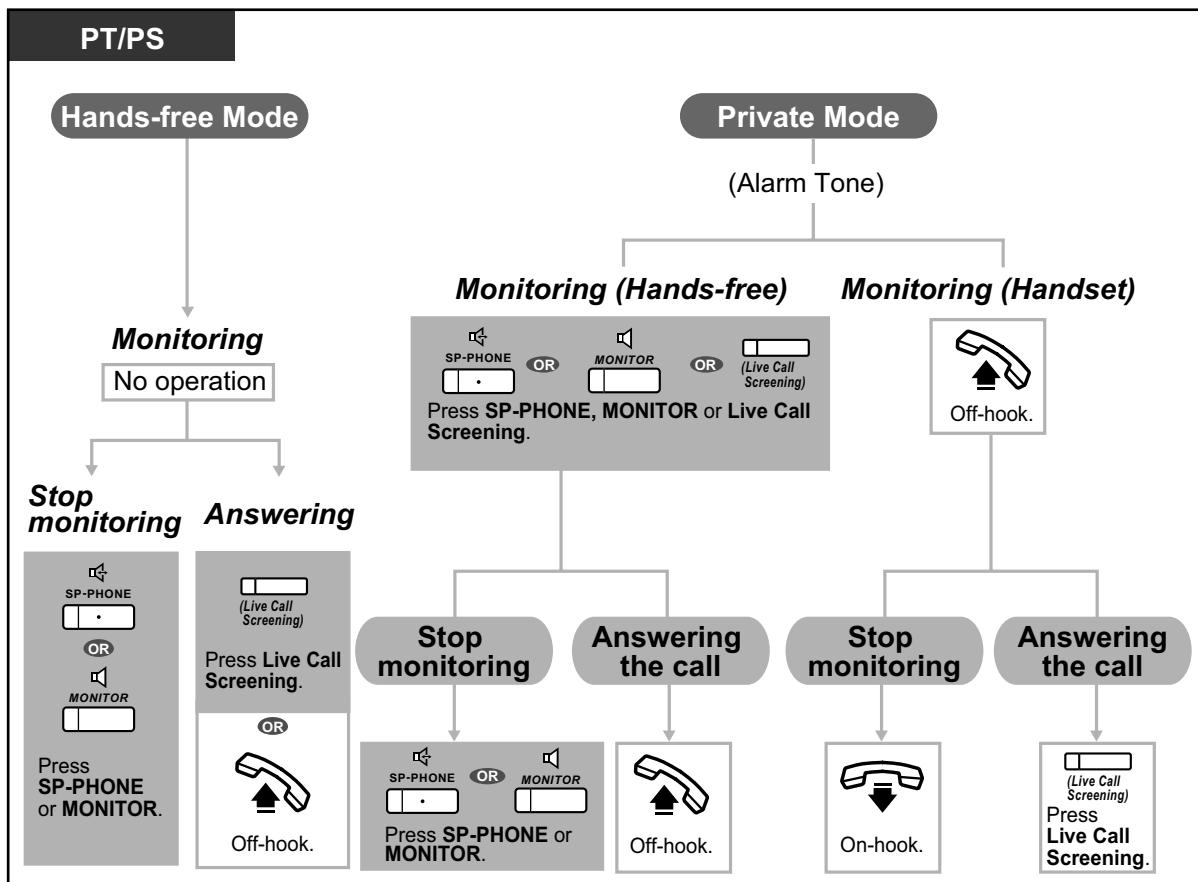 PT/PS
Hands-free Mode
Private Mode
(Alarm Tone)
Monitoring (Hands-free)
Monitoring (Handset)
SP-PHONE
OR
MONITOR
OR
(Live Call
Screening)
Press SP-PHONE, MONITOR or Live Call
Screening.
Off-hook.
Monitoring
No operation
Stop
monitoring
Answering
SP-PHONE
OR
MONITOR
Press
SP-PHONE
or MONITOR.
(Live Call
Screening)
Press Live Call
Screening.
OR
Off-hook.
Stop
monitoring
Answering
the call
Stop
monitoring
Answering
the call
SP-PHONE
OR
MONITOR
Press SP-PHONE or
MONITOR.
Off-hook.
On-hook.
(Live Call
Screening)
Press
Live Call
Screening.